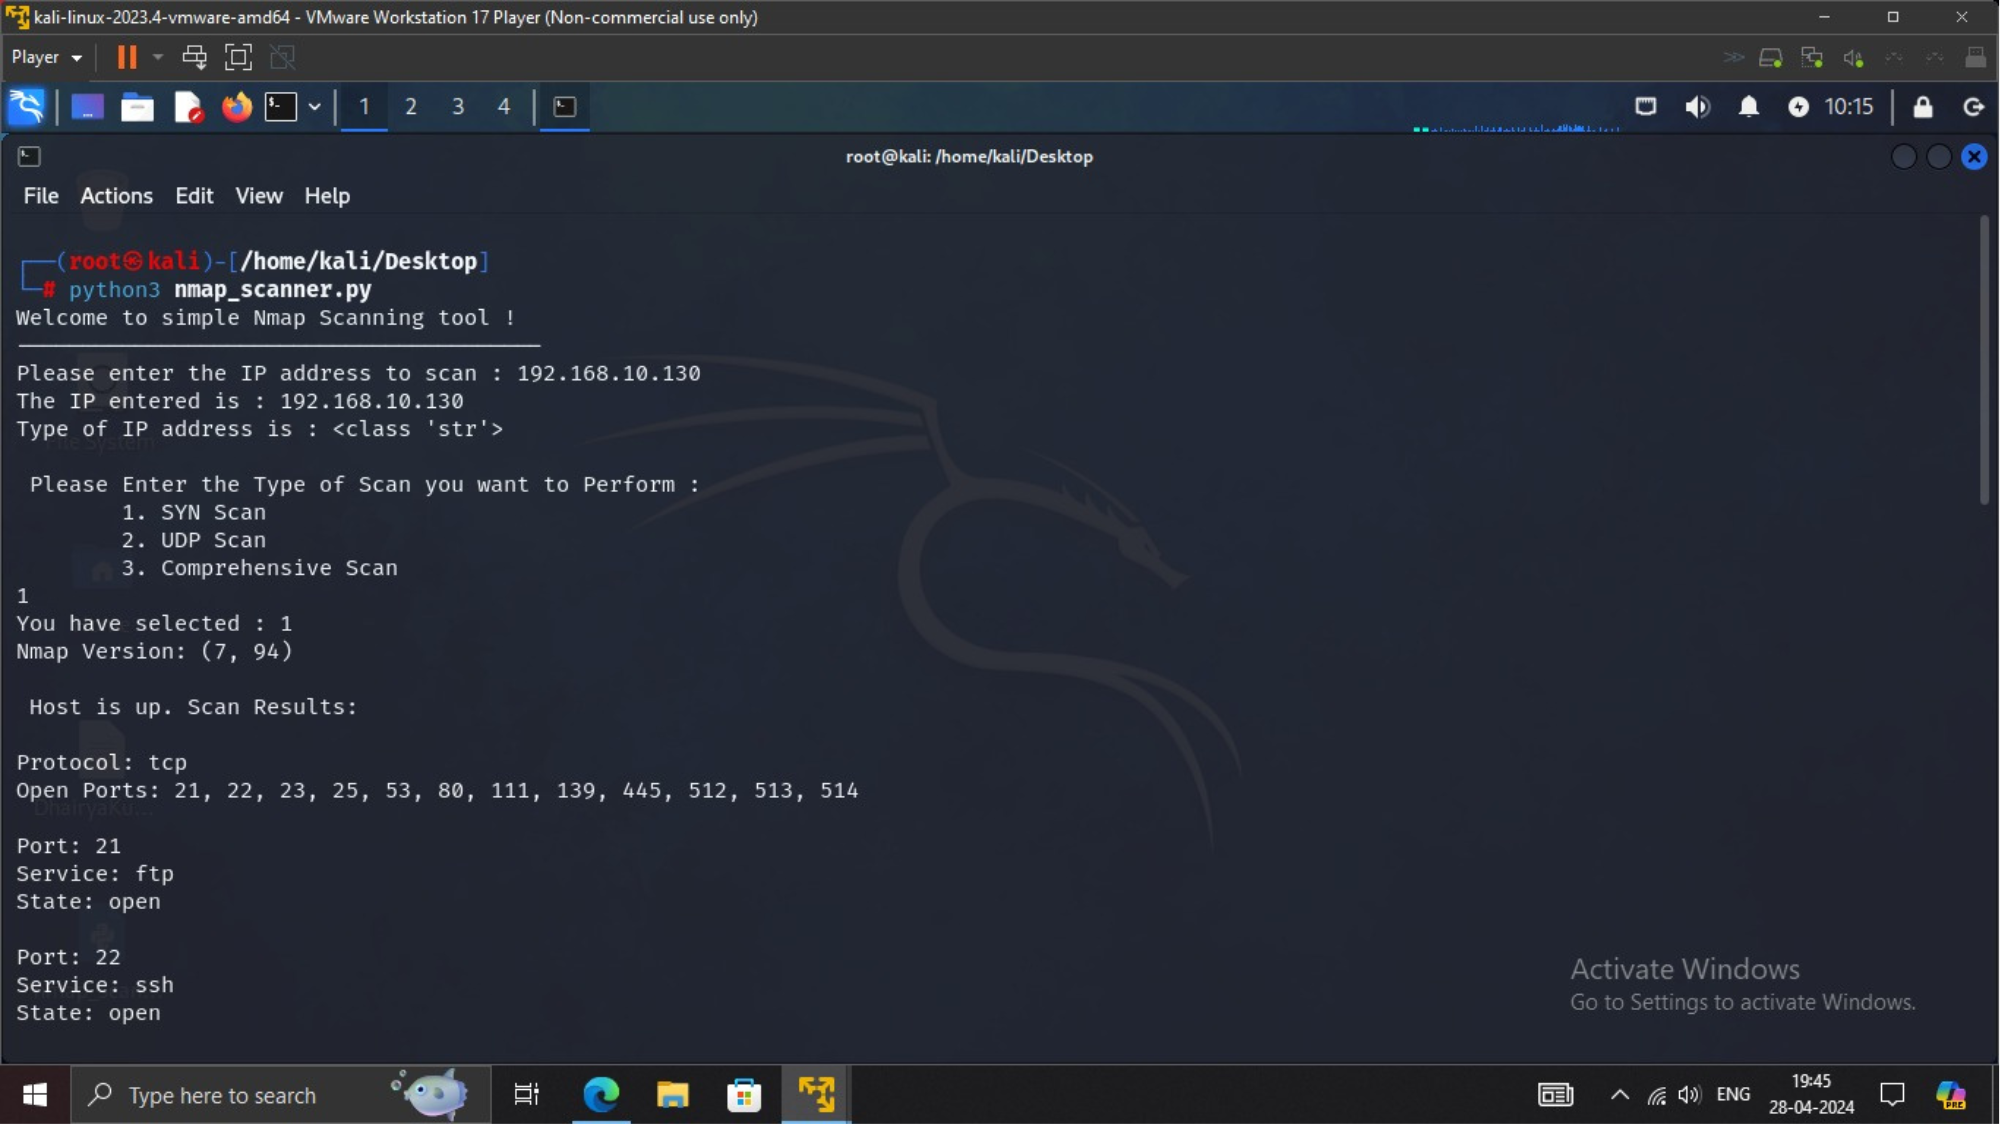 kali-linux-2023.4-vmware-amd64 - VMware Workstation 17 Player (Non-commercial use only)
Player
1 2 3 4 10:15
root@kali: /home/kali/Desktop
File Actions Edit View Help
(root㉿kali)-[/home/kali/Desktop]
# python3 nmap_scanner.py
Welcome to simple Nmap Scanning tool !
Please enter the IP address to scan : 192.168.10.130
The IP entered is : 192.168.10.130
Type of IP address is : <class 'str'>
Please Enter the Type of Scan you want to Perform :
1. SYN Scan
2. UDP Scan
3. Comprehensive Scan
1
You have selected : 1
Nmap Version: (7, 94)
Host is up. Scan Results:
Protocol: tcp
Open Ports: 21, 22, 23, 25, 53, 80, 111, 139, 445, 512, 513, 514
Port: 21
Service: ftp
State: open
Port: 22
Service: ssh
State: open
Activate Windows
Go to Settings to activate Windows.
Type here to search
ENG
19:45
28-04-2024
PRE